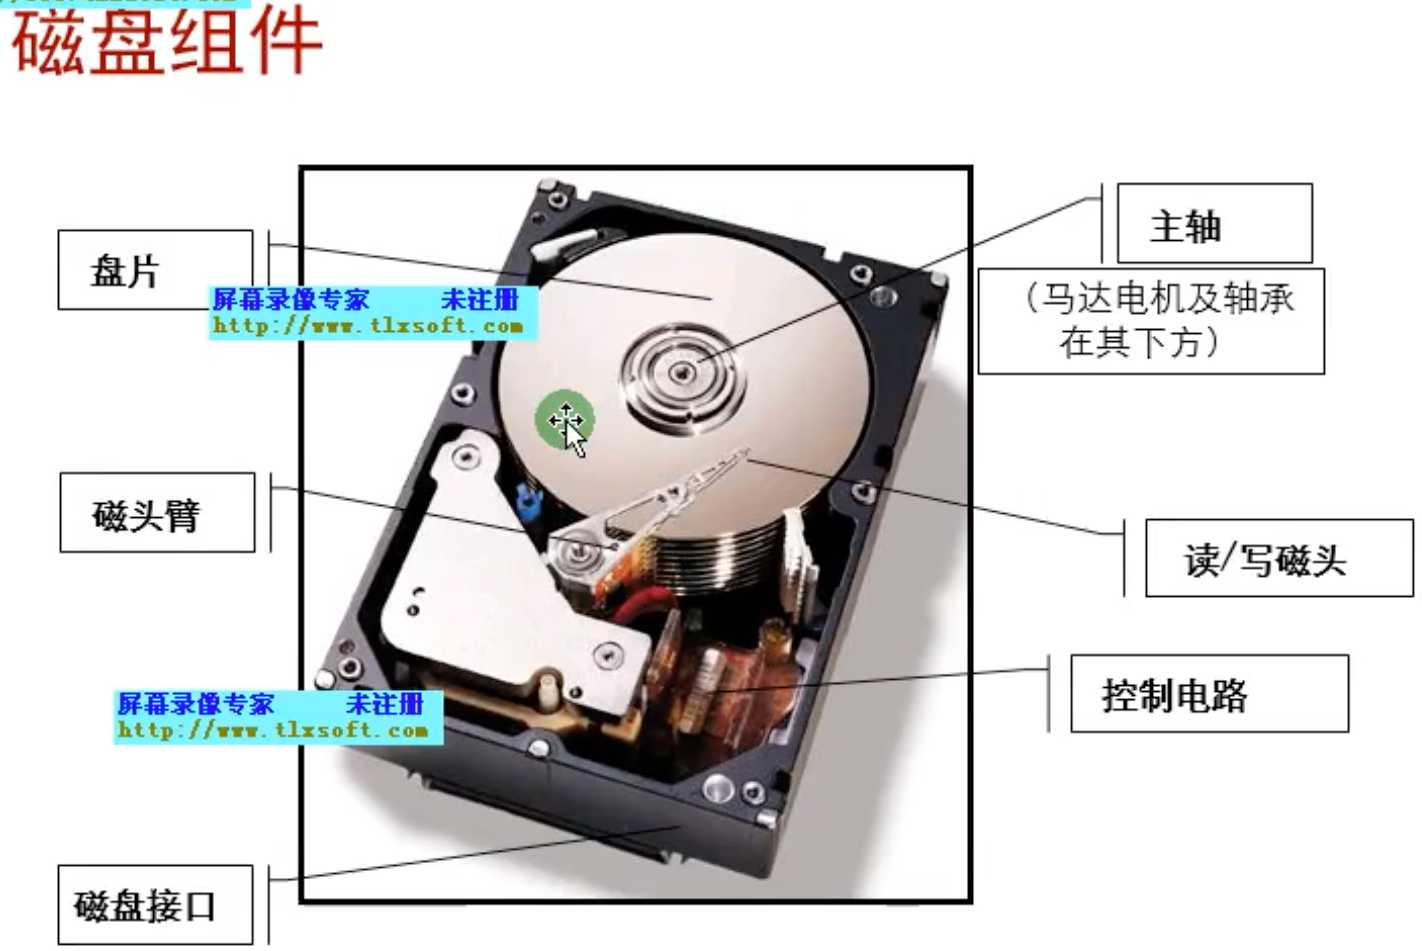 磁盘组件
盘片
主轴
（马达电机及轴承
在其下方）
屏幕录像专家 未注册
http://www.tlxsoft.com
磁头臂
读/写磁头
控制电路
屏幕录像专家 未注册
http://www.tlxsoft.com
磁盘接口